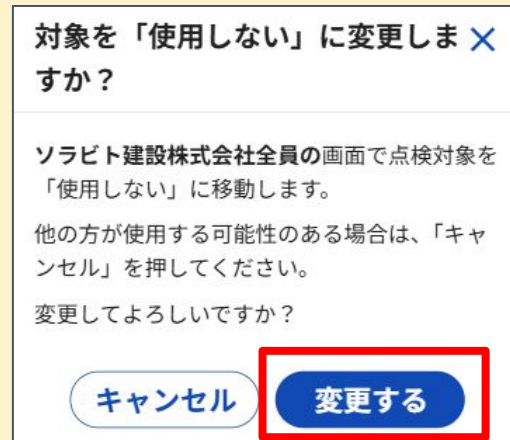 対象を「使用しない」に変更しま
すか？
ソラビト建設株式会社全員の画面で点検対象を
「使用しない」に移動します。
他の方が使用する可能性のある場合は、「キャ
ンセル」を押してください。
変更してよろしいですか？
キャンセル 変更する